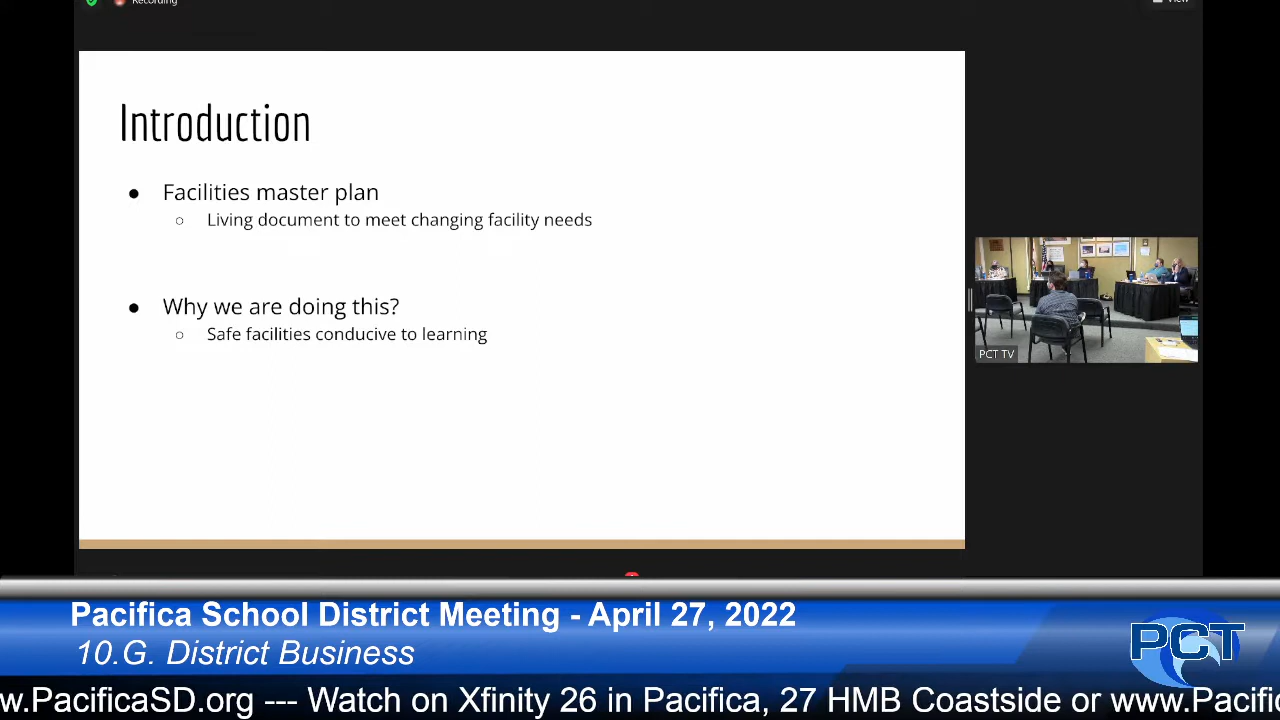 Recording
View
Introduction
● Facilities master plan
○ Living document to meet changing facility needs
● Why we are doing this?
○ Safe facilities conducive to learning
PCT TV
Pacifica School District Meeting - April 27, 2022
10.G. District Business
PCT
w.PacificaSD.org --- Watch on Xfinity 26 in Pacifica, 27 HMB Coastside or www.Pacific